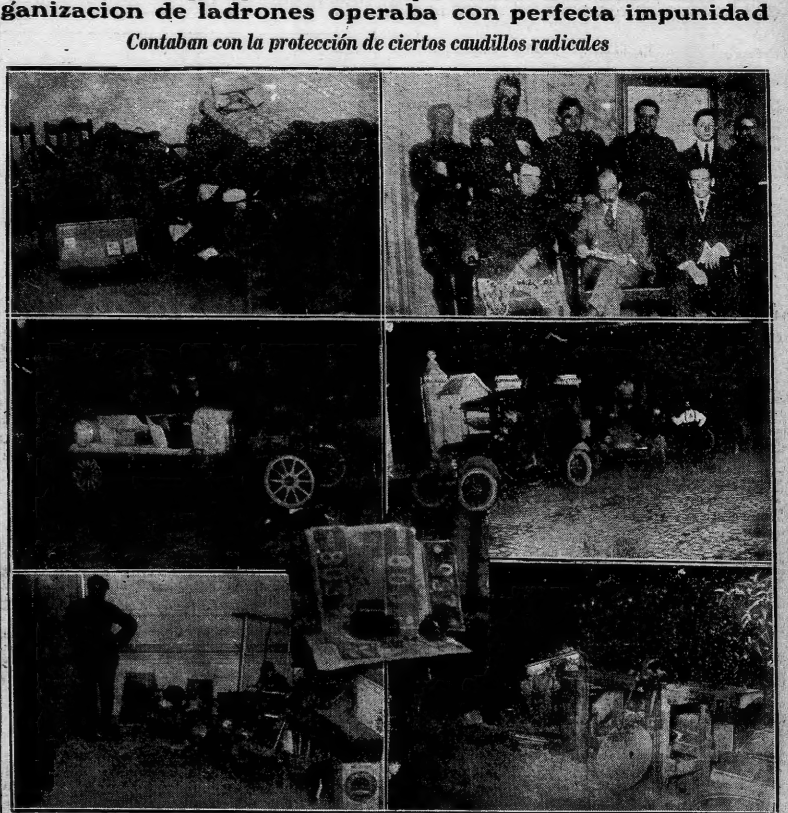 ganizacion de ladrones operaba con perfecta impunidad
Contaban con la protección de ciertos caudillos radicales